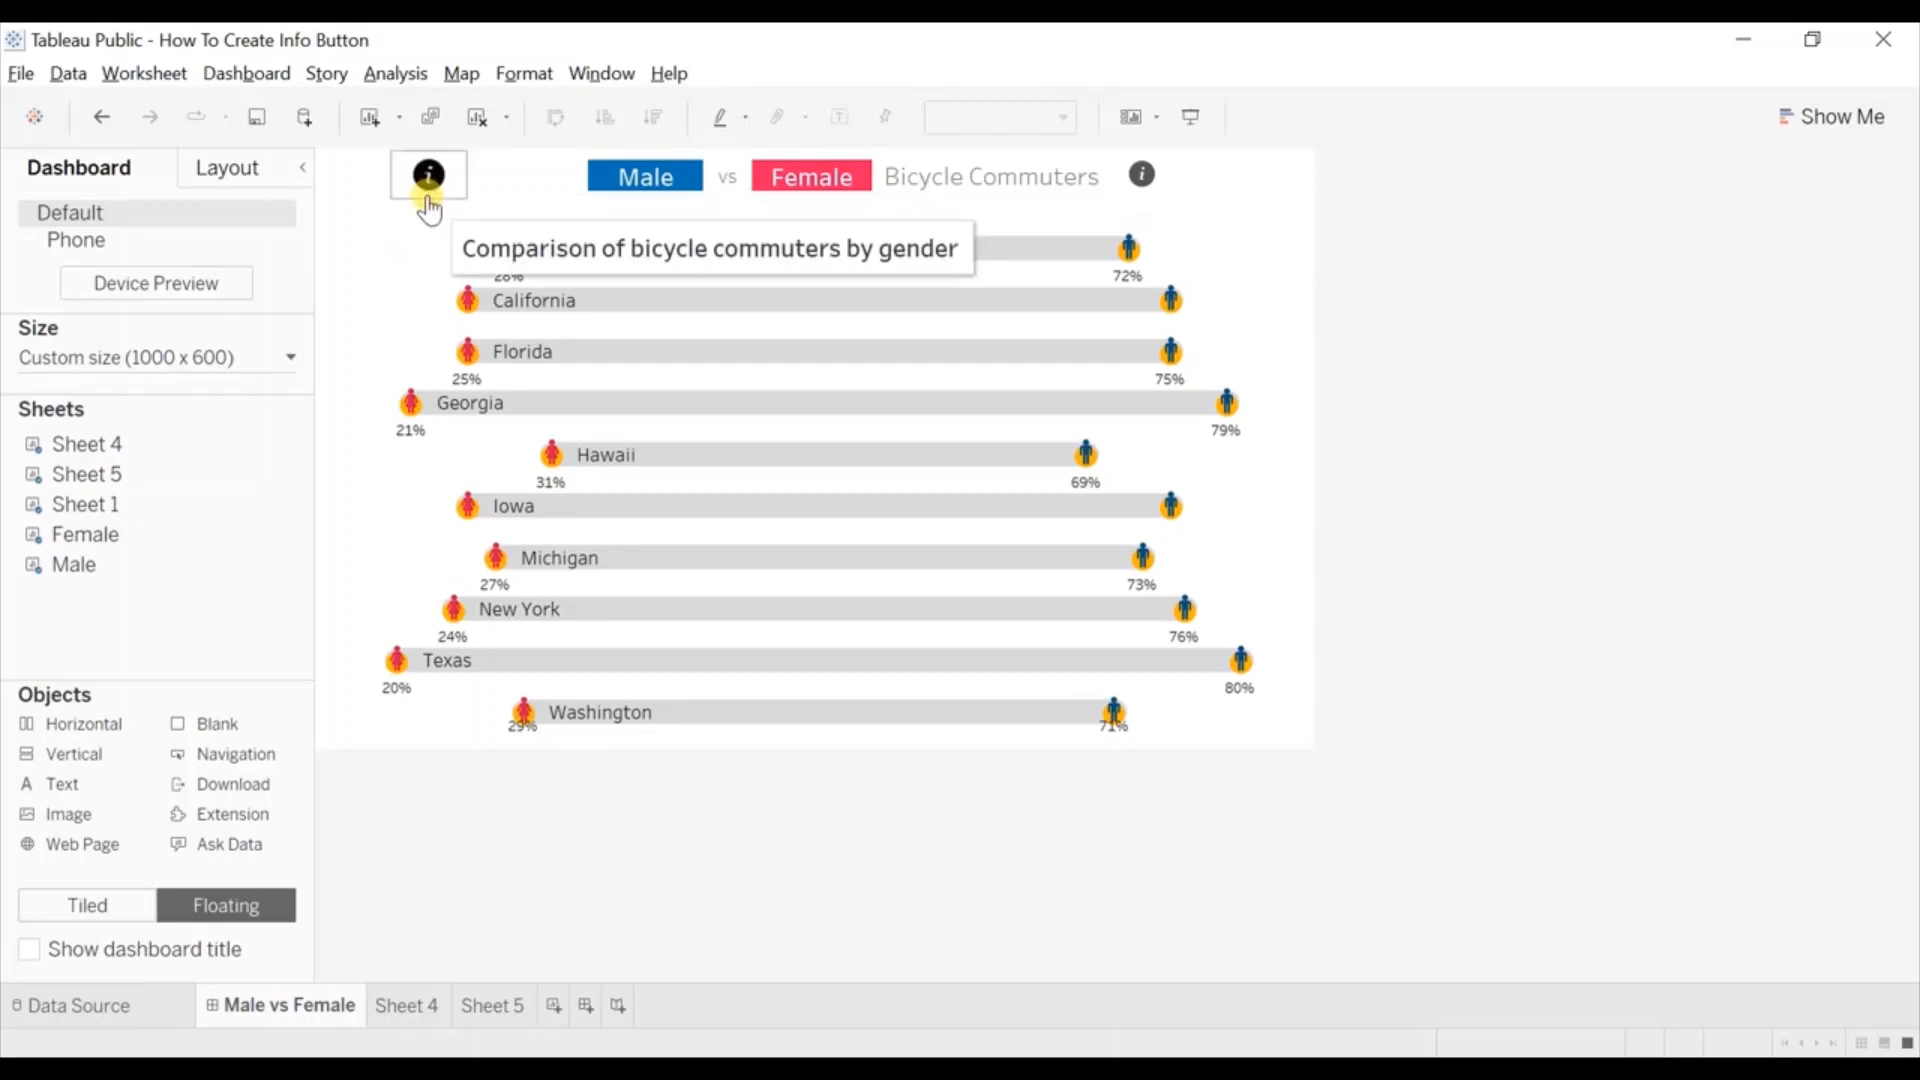 Tableau Public - How To Create Info Button
File Data Worksheet Dashboard Story Analysis Map Format Window Help
Show Me
Dashboard Layout
Default
Phone
Device Preview
Size
Custom size (1000 x 600)
Sheets
Sheet 4
Sheet 5
Sheet 1
Female
Male
Objects
Horizontal Blank
Vertical Navigation
A Text Download
Image Extension
Web Page Ask Data
Tiled Floating
Show dashboard title
i
Male vs Female Bicycle Commuters i
Comparison of bicycle commuters by gender
28% 72%
California
Florida
25% 75%
Georgia
21% 79%
Hawaii
31% 69%
Iowa
Michigan
27% 73%
New York
24% 76%
Texas
20% 80%
Washington
29% 71%
Data Source Male vs Female Sheet 4 Sheet 5